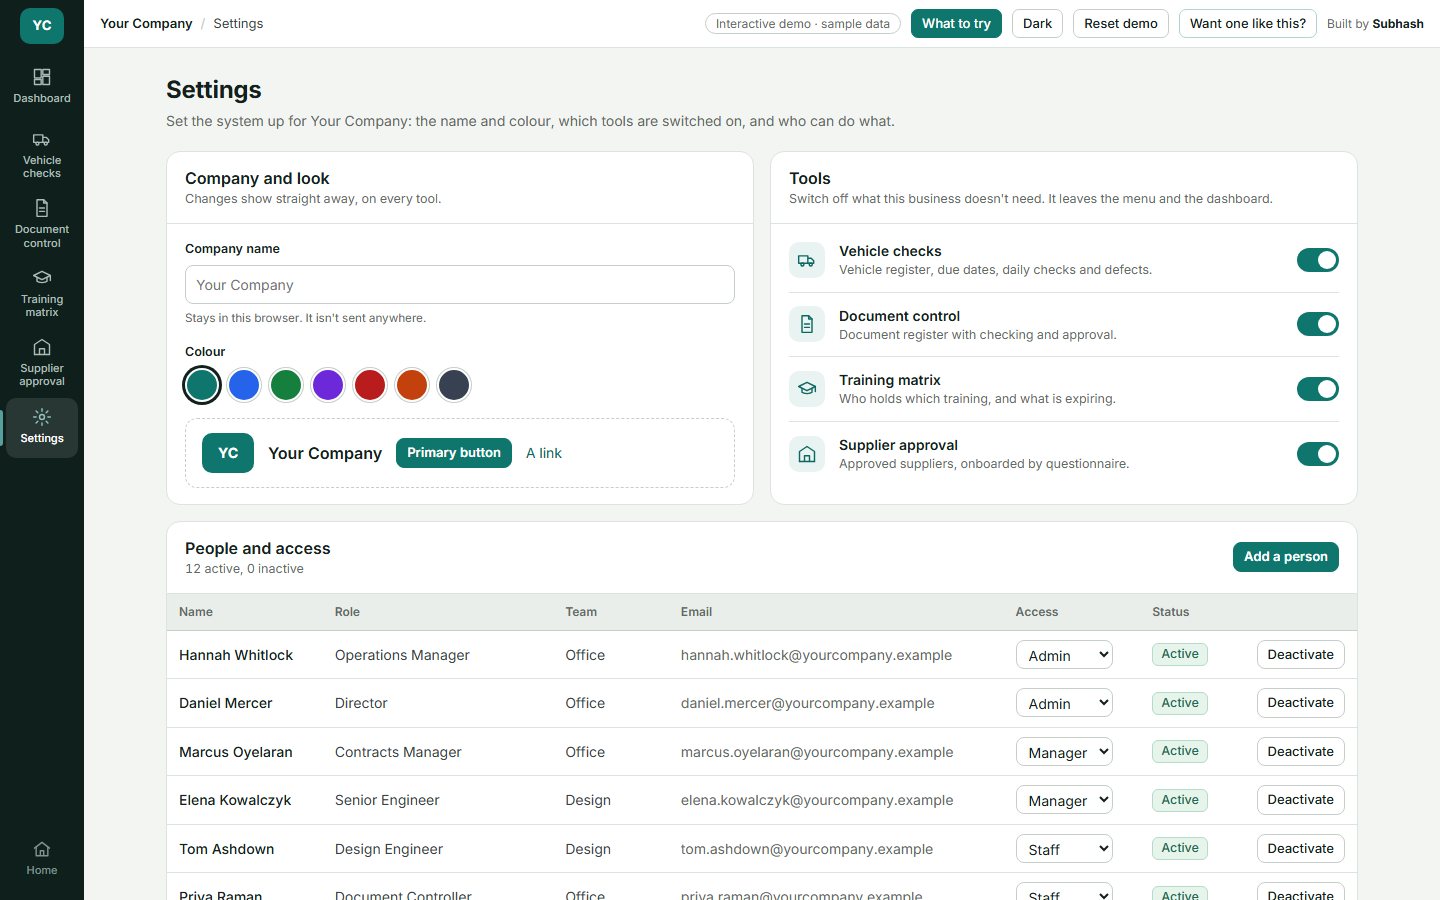 YC
Your Company / Settings
Interactive demo · sample data
What to try
Dark
Reset demo
Want one like this?
Built by Subhash
Dashboard
Vehicle
checks
Document
control
Training
matrix
Supplier
approval
Settings
Home
Settings
Set the system up for Your Company: the name and colour, which tools are switched on, and who can do what.
Company and look
Changes show straight away, on every tool.
Company name
Your Company
Stays in this browser. It isn't sent anywhere.
Colour
YC Your Company Primary button A link
Tools
Switch off what this business doesn't need. It leaves the menu and the dashboard.
Vehicle checks
Vehicle register, due dates, daily checks and defects.
Document control
Document register with checking and approval.
Training matrix
Who holds which training, and what is expiring.
Supplier approval
Approved suppliers, onboarded by questionnaire.
People and access
12 active, 0 inactive
Add a person
Name Role Team Email Access Status
Hannah Whitlock Operations Manager Office hannah.whitlock@yourcompany.example Admin Active Deactivate
Daniel Mercer Director Office daniel.mercer@yourcompany.example Admin Active Deactivate
Marcus Oyelaran Contracts Manager Office marcus.oyelaran@yourcompany.example Manager Active Deactivate
Elena Kowalczyk Senior Engineer Design elena.kowalczyk@yourcompany.example Manager Active Deactivate
Tom Ashdown Design Engineer Design tom.ashdown@yourcompany.example Staff Active Deactivate
Priya Raman Document Controller Office priya.raman@yourcompany.example Staff Active Deactivate